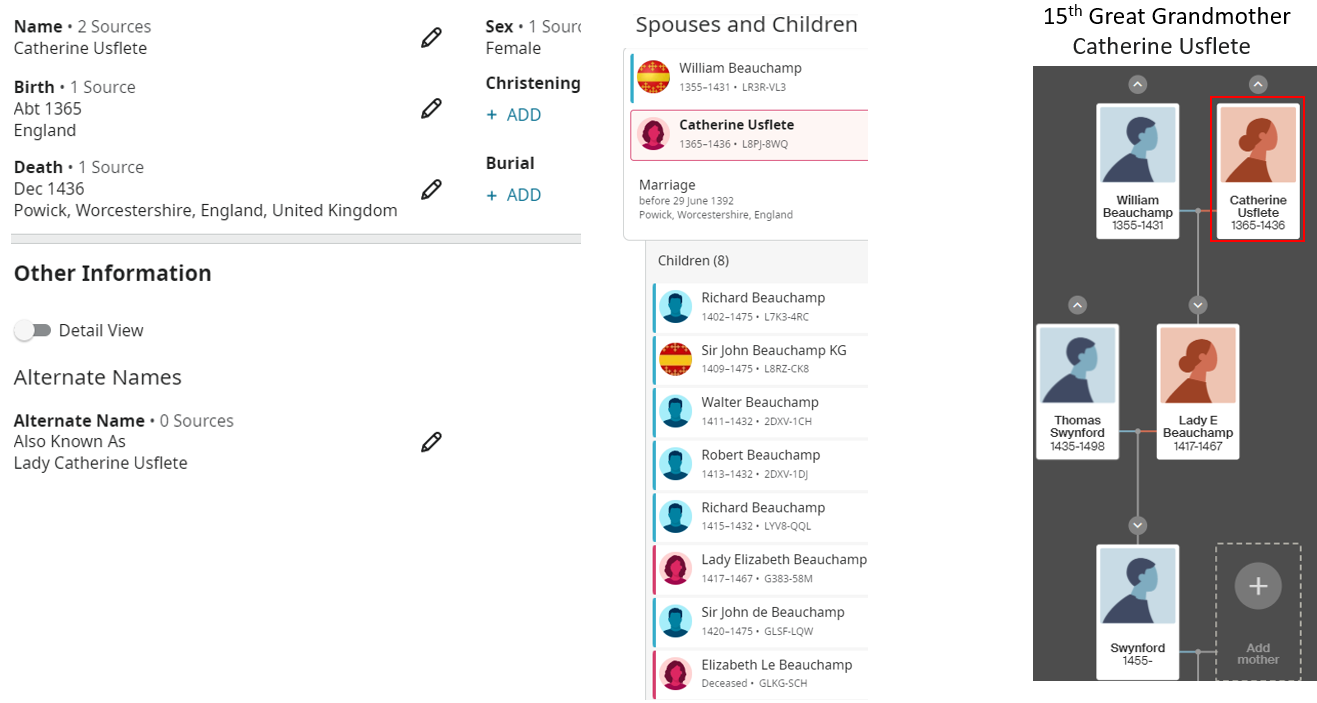 Name • 2 Sources
Catherine Usflete
Birth • 1 Source
Abt 1365
England
Death • 1 Source
Dec 1436
Powick, Worcestershire, England, United Kingdom
Sex • 1
Female
Christening
+ ADD
Burial
+ ADD
Other Information
Detail View
Alternate Names
Alternate Name • 0 Sources
Also Known As
Lady Catherine Usflete
Spouses and Children
William Beauchamp
1355–1431 • LR3R-VL3
Catherine Usflete
1365–1436 • L8PJ-8WQ
Marriage
before 29 June 1392
Powick, Worcestershire, England
Children (8)
Richard Beauchamp
1402–1475 • L7K3-4RC
Sir John Beauchamp KG
1409–1475 • L8RZ-CK8
Walter Beauchamp
1411–1432 • 2DXV-1CH
Robert Beauchamp
1413–1432 • 2DXV-1DJ
Richard Beauchamp
1415–1432 • LYV8-QQL
Lady Elizabeth Beauchamp
1417–1467 • G383-58M
Sir John de Beauchamp
1420–1475 • GLSF-LQW
Elizabeth Le Beauchamp
Deceased • GLKG-SCH
15th Great Grandmother
Catherine Usflete
William
Beauchamp
1355-1431
Catherine
Usflete
1365-1436
Thomas
Swynford
1435-1498
Lady E
Beauchamp
1417-1467
Swynford
1455-
Add
mother